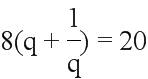 8(q + 1/q) = 20